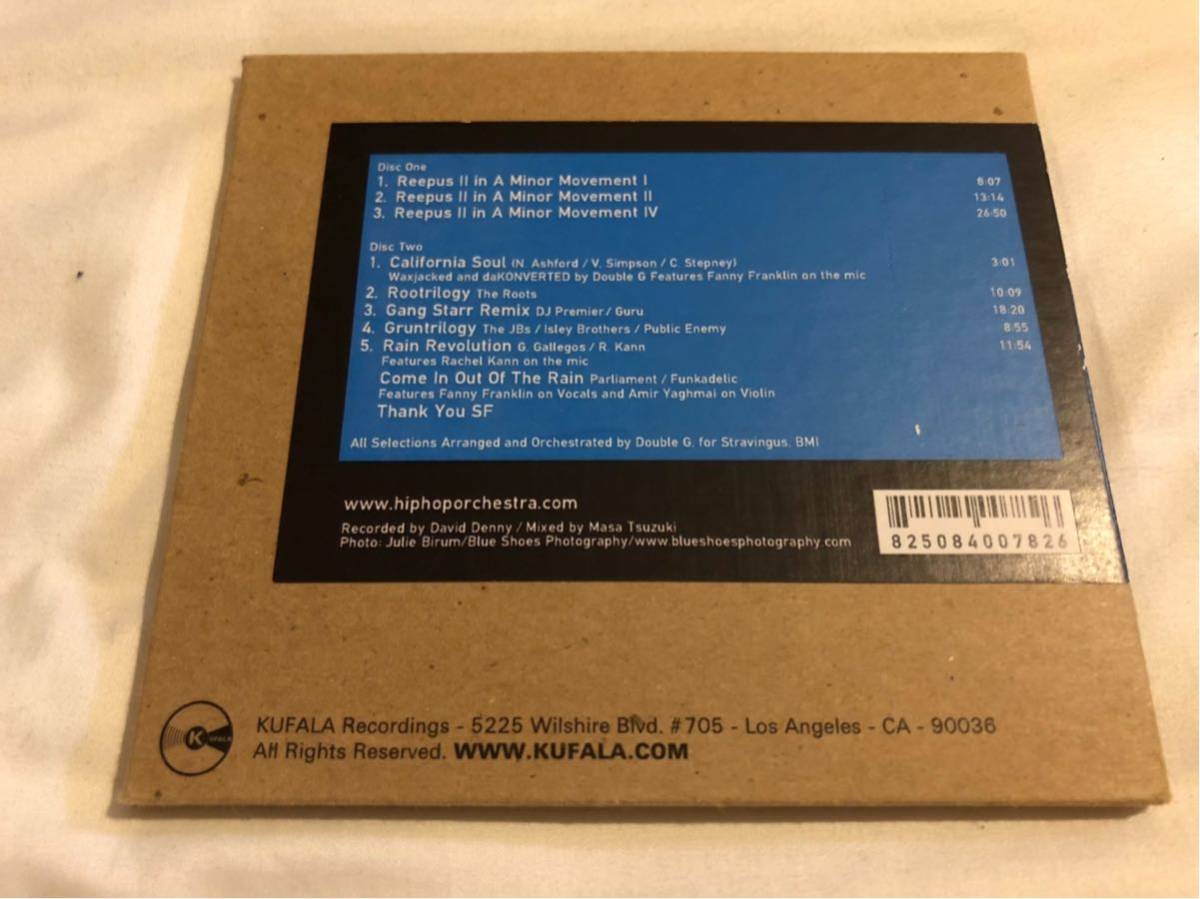 Disc One
1. Reepus II in A Minor Movement I 8:07
2. Reepus II in A Minor Movement II 13:14
3. Reepus II in A Minor Movement IV 26:50
Disc Two
1. California Soul (N. Ashford / V. Simpson / C. Stepney) 3:01
Waxjacked and daKONVERTED by Double G Features Fanny Franklin on the mic
2. Rootrilogy The Roots 10:09
3. Gang Starr Remix DJ Premier / Guru 18:20
4. Gruntrilogy The JBs / Isley Brothers / Public Enemy 8:55
5. Rain Revolution G. Gallegos / R. Kann 11:54
Features Rachel Kann on the mic
Come In Out Of The Rain Parliament / Funkadelic
Features Fanny Franklin on Vocals and Amir Yaghmai on Violin
Thank You SF
All Selections Arranged and Orchestrated by Double G. for Stravingus. BMI
www.hiphoporchestra.com
Recorded by David Denny / Mixed by Masa Tsuzuki
Photo: Julie Birum/Blue Shoes Photography/www.blueshoesphotography.com
825084007826
K KUFALA
KUFALA Recordings - 5225 Wilshire Blvd. #705 - Los Angeles - CA - 90036
All Rights Reserved. WWW.KUFALA.COM